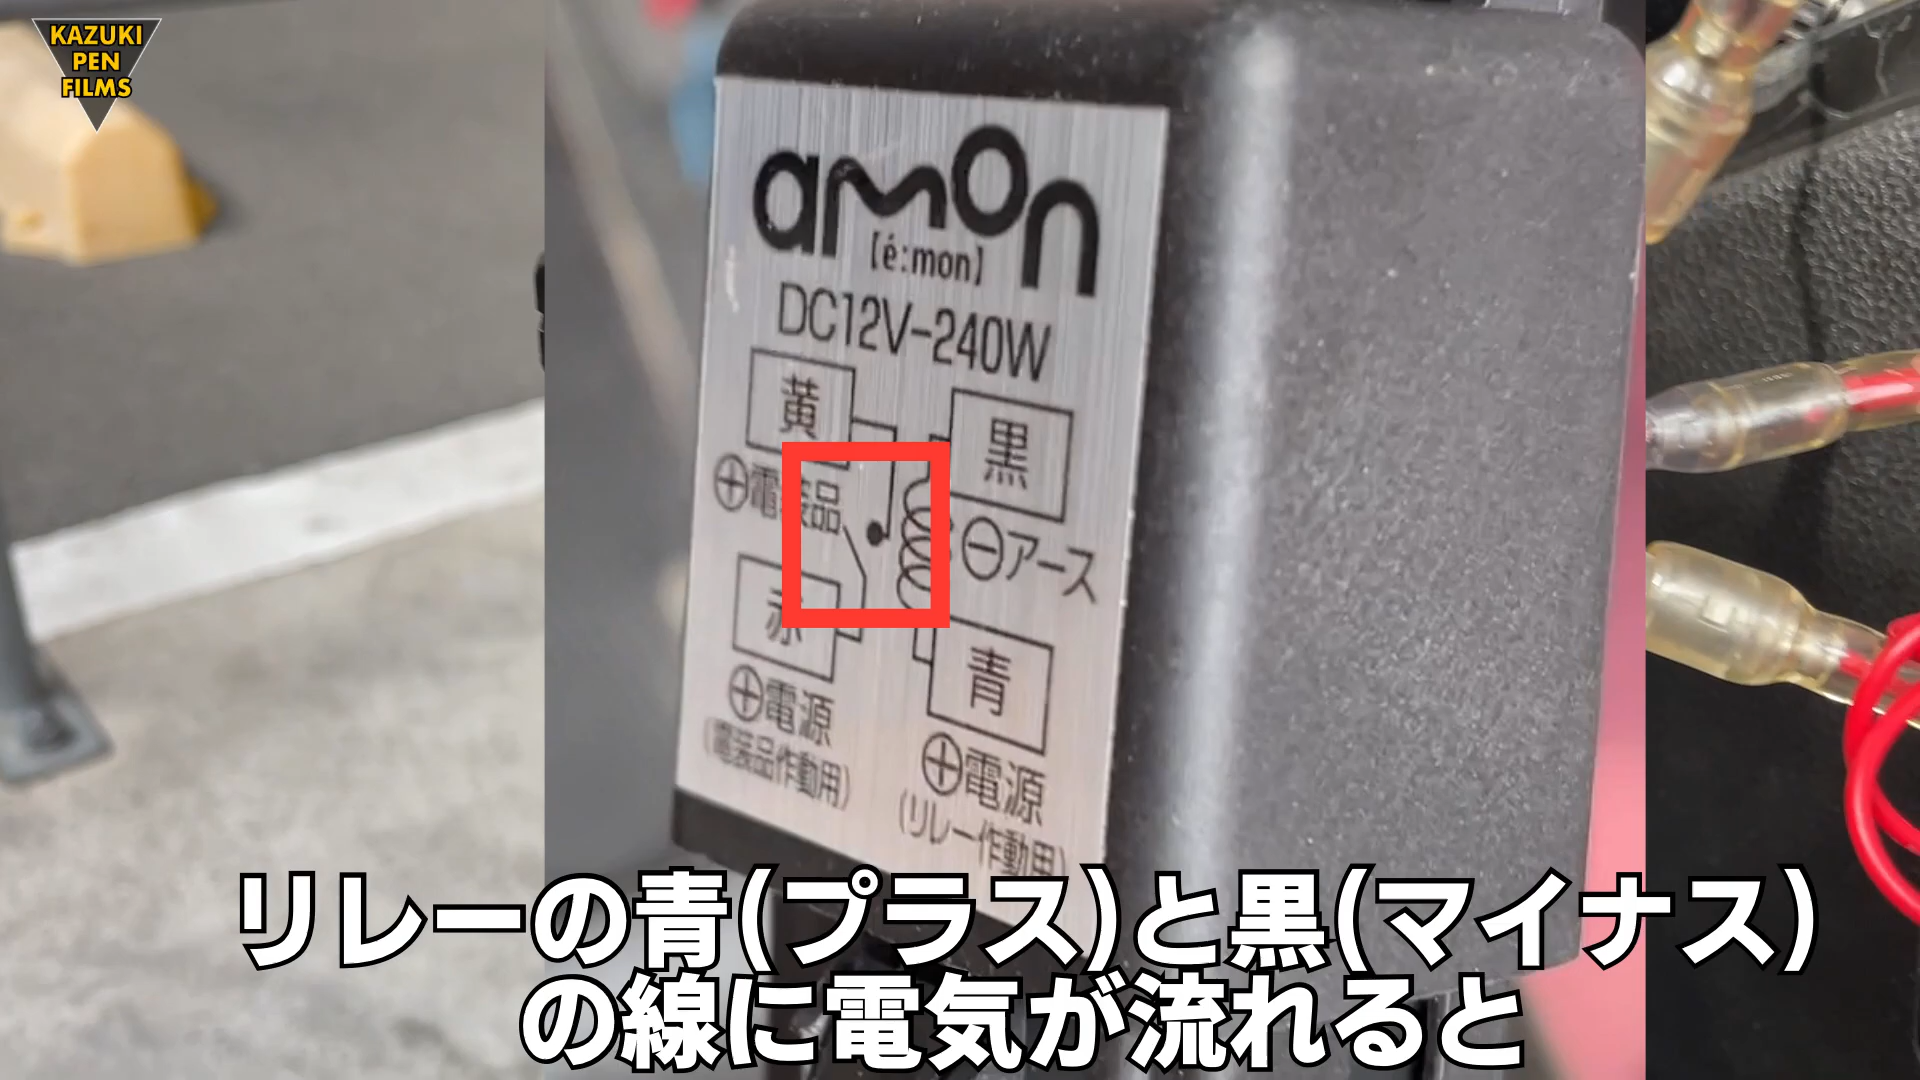 KAZUKI
PEN
FILMS
amon
[é:mon]
DC12V-240W
黄
黒
⊕電装品
⊖アース
赤
青
⊕電源
(電装品作動用)
⊕電源
(リレー作動用)
リレーの青(プラス)と黒(マイナス)
の線に電気が流れると